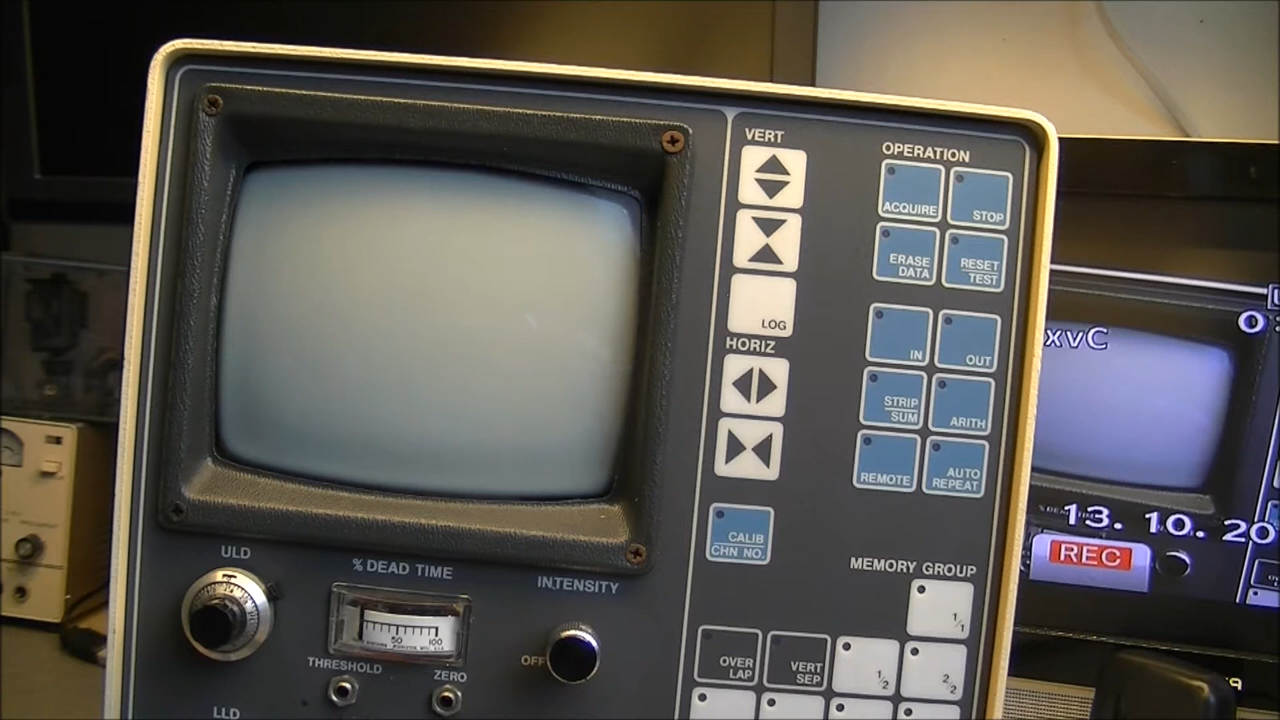 VERT
LOG
HORIZ
CALIB
CHN NO.
OPERATION
ACQUIRE
STOP
ERASE
DATA
RESET
TEST
IN
OUT
STRIP
SUM
ARITH
REMOTE
AUTO
REPEAT
MEMORY GROUP
1/1
OVER
LAP
VERT
SEP
1/2
2/2
ULD
% DEAD TIME
50 100
INTENSITY
OFF
THRESHOLD
ZERO
LLD
xvC
13. 10. 20
REC